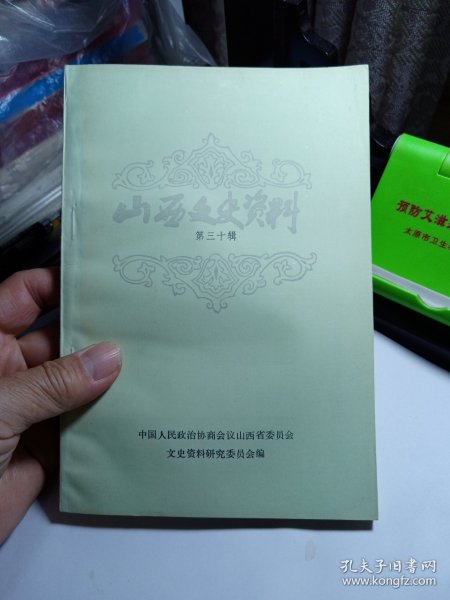 山西文史资料
第三十辑
中国人民政治协商会议山西省委员会
文史资料研究委员会编
预防艾滋
太原市卫生
孔夫子旧书网
www.kongfz.com